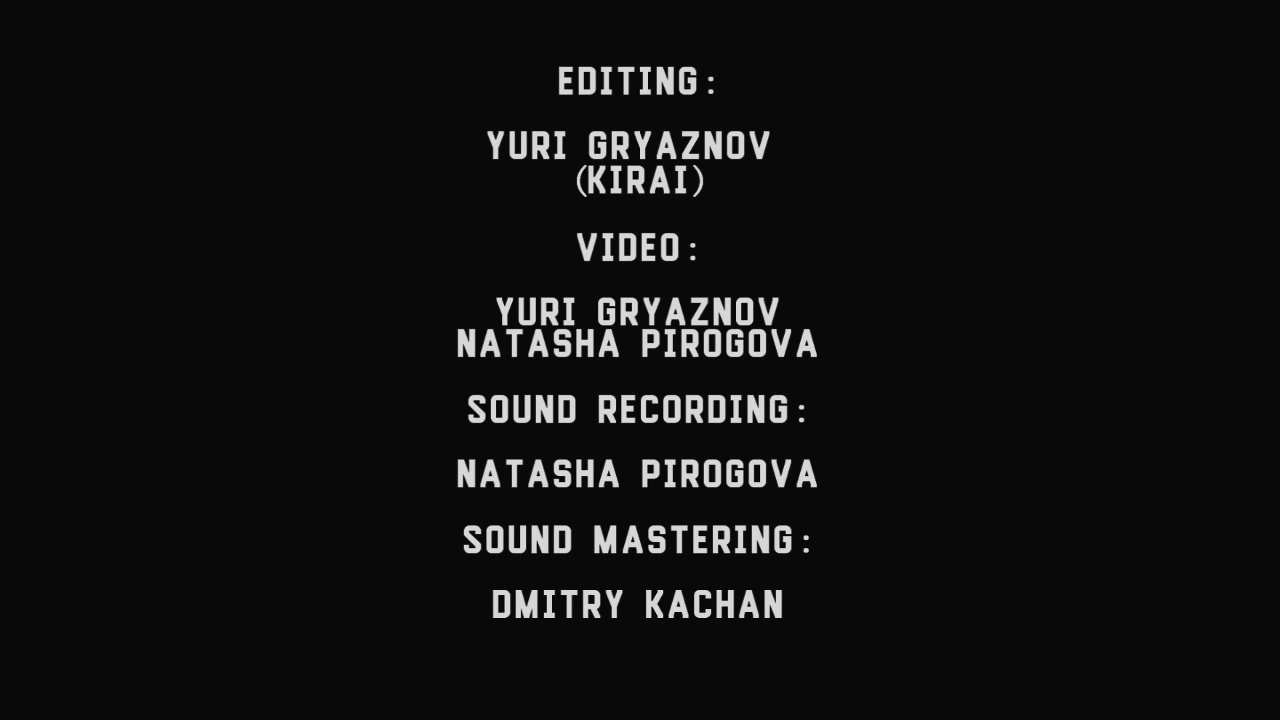 EDITING:
YURI GRYAZNOV
(KIRAI)
VIDEO:
YURI GRYAZNOV
NATASHA PIROGOVA
SOUND RECORDING:
NATASHA PIROGOVA
SOUND MASTERING:
DMITRY KACHAN